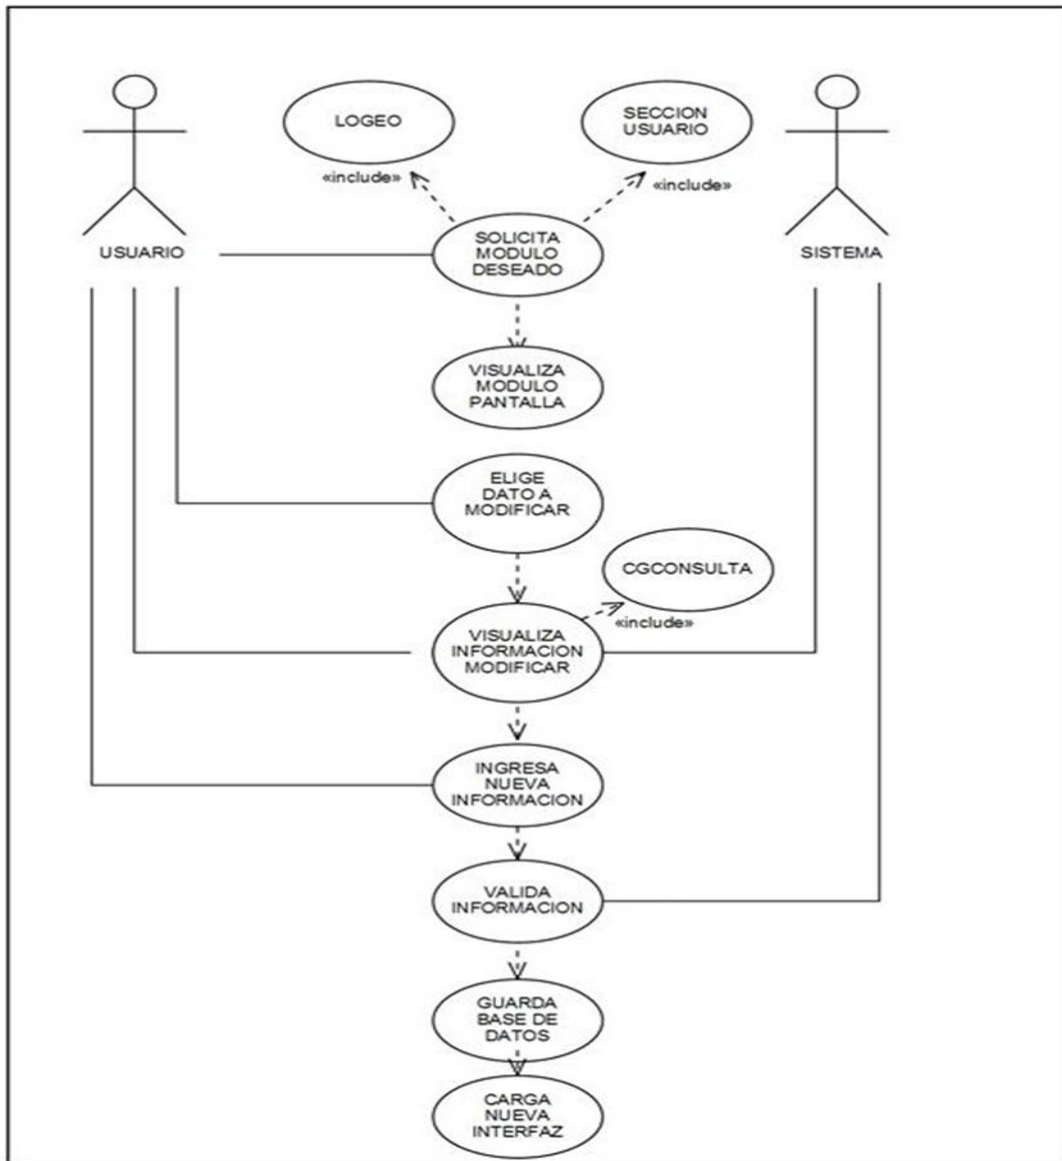 LOGEO
SECCION
USUARIO
«include»
«include»
USUARIO
SOLICITA
MODULO
DESEADO
SISTEMA
VISUALIZA
MODULO
PANTALLA
ELIGE
DATO A
MODIFICAR
CGCONSULTA
«include»
VISUALIZA
INFORMACION
MODIFICAR
INGRESA
NUEVA
INFORMACION
VALIDA
INFORMACION
GUARDA
BASE DE
DATOS
CARGA
NUEVA
INTERFAZ